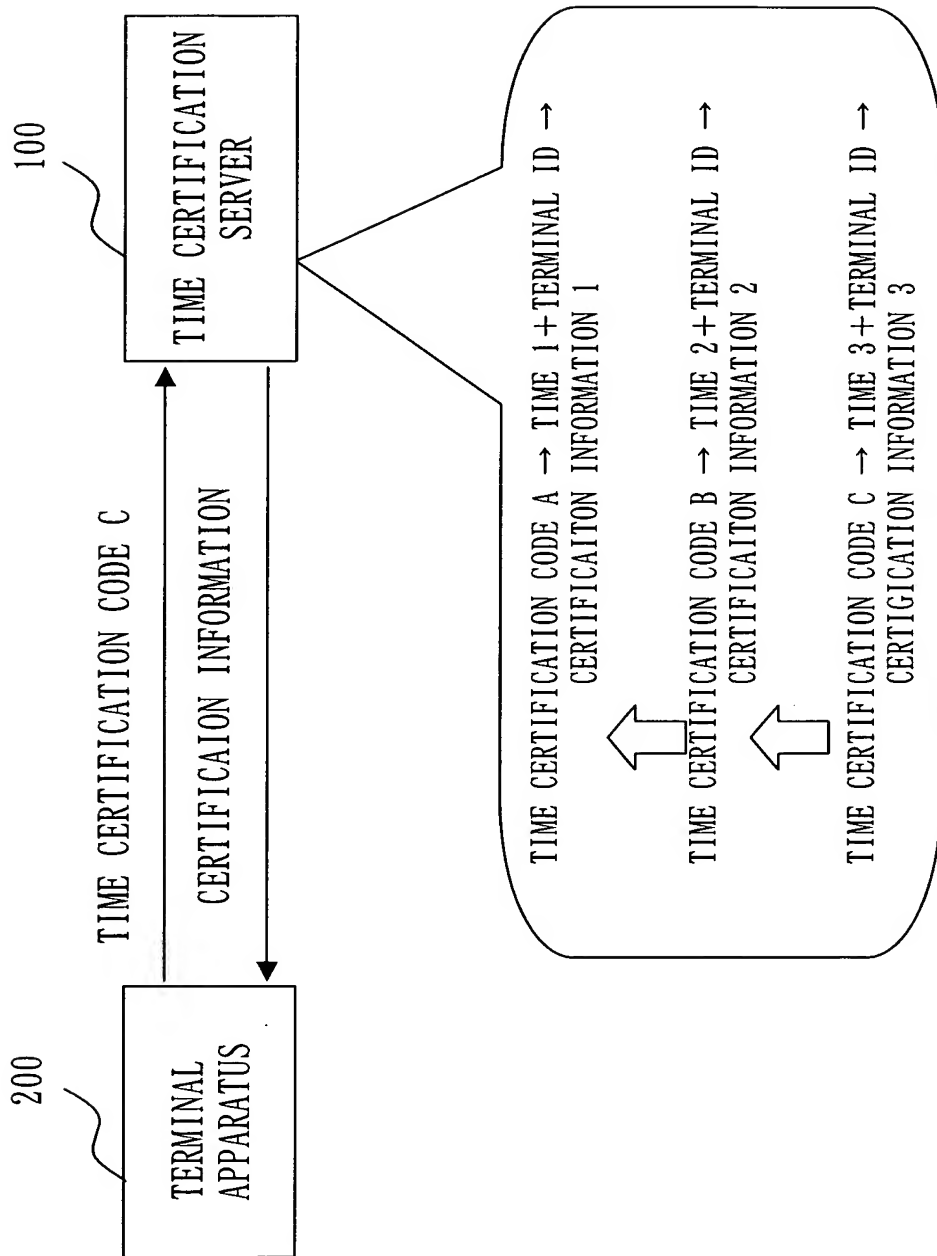 200
TERMINAL
APPARATUS
TIME CERTIFICATION CODE C
CERTIFICAION INFORMATION
100
TIME CERTIFICATION
SERVER
TIME CERTIFICATION CODE A → TIME 1+TERMINAL ID →
CERTIFICAITON INFORMATION 1
TIME CERTIFICATION CODE B → TIME 2+TERMINAL ID →
CERTIFICAITON INFORMATION 2
TIME CERTIFICATION CODE C → TIME 3+TERMINAL ID →
CERTIGICATION INFORMATION 3